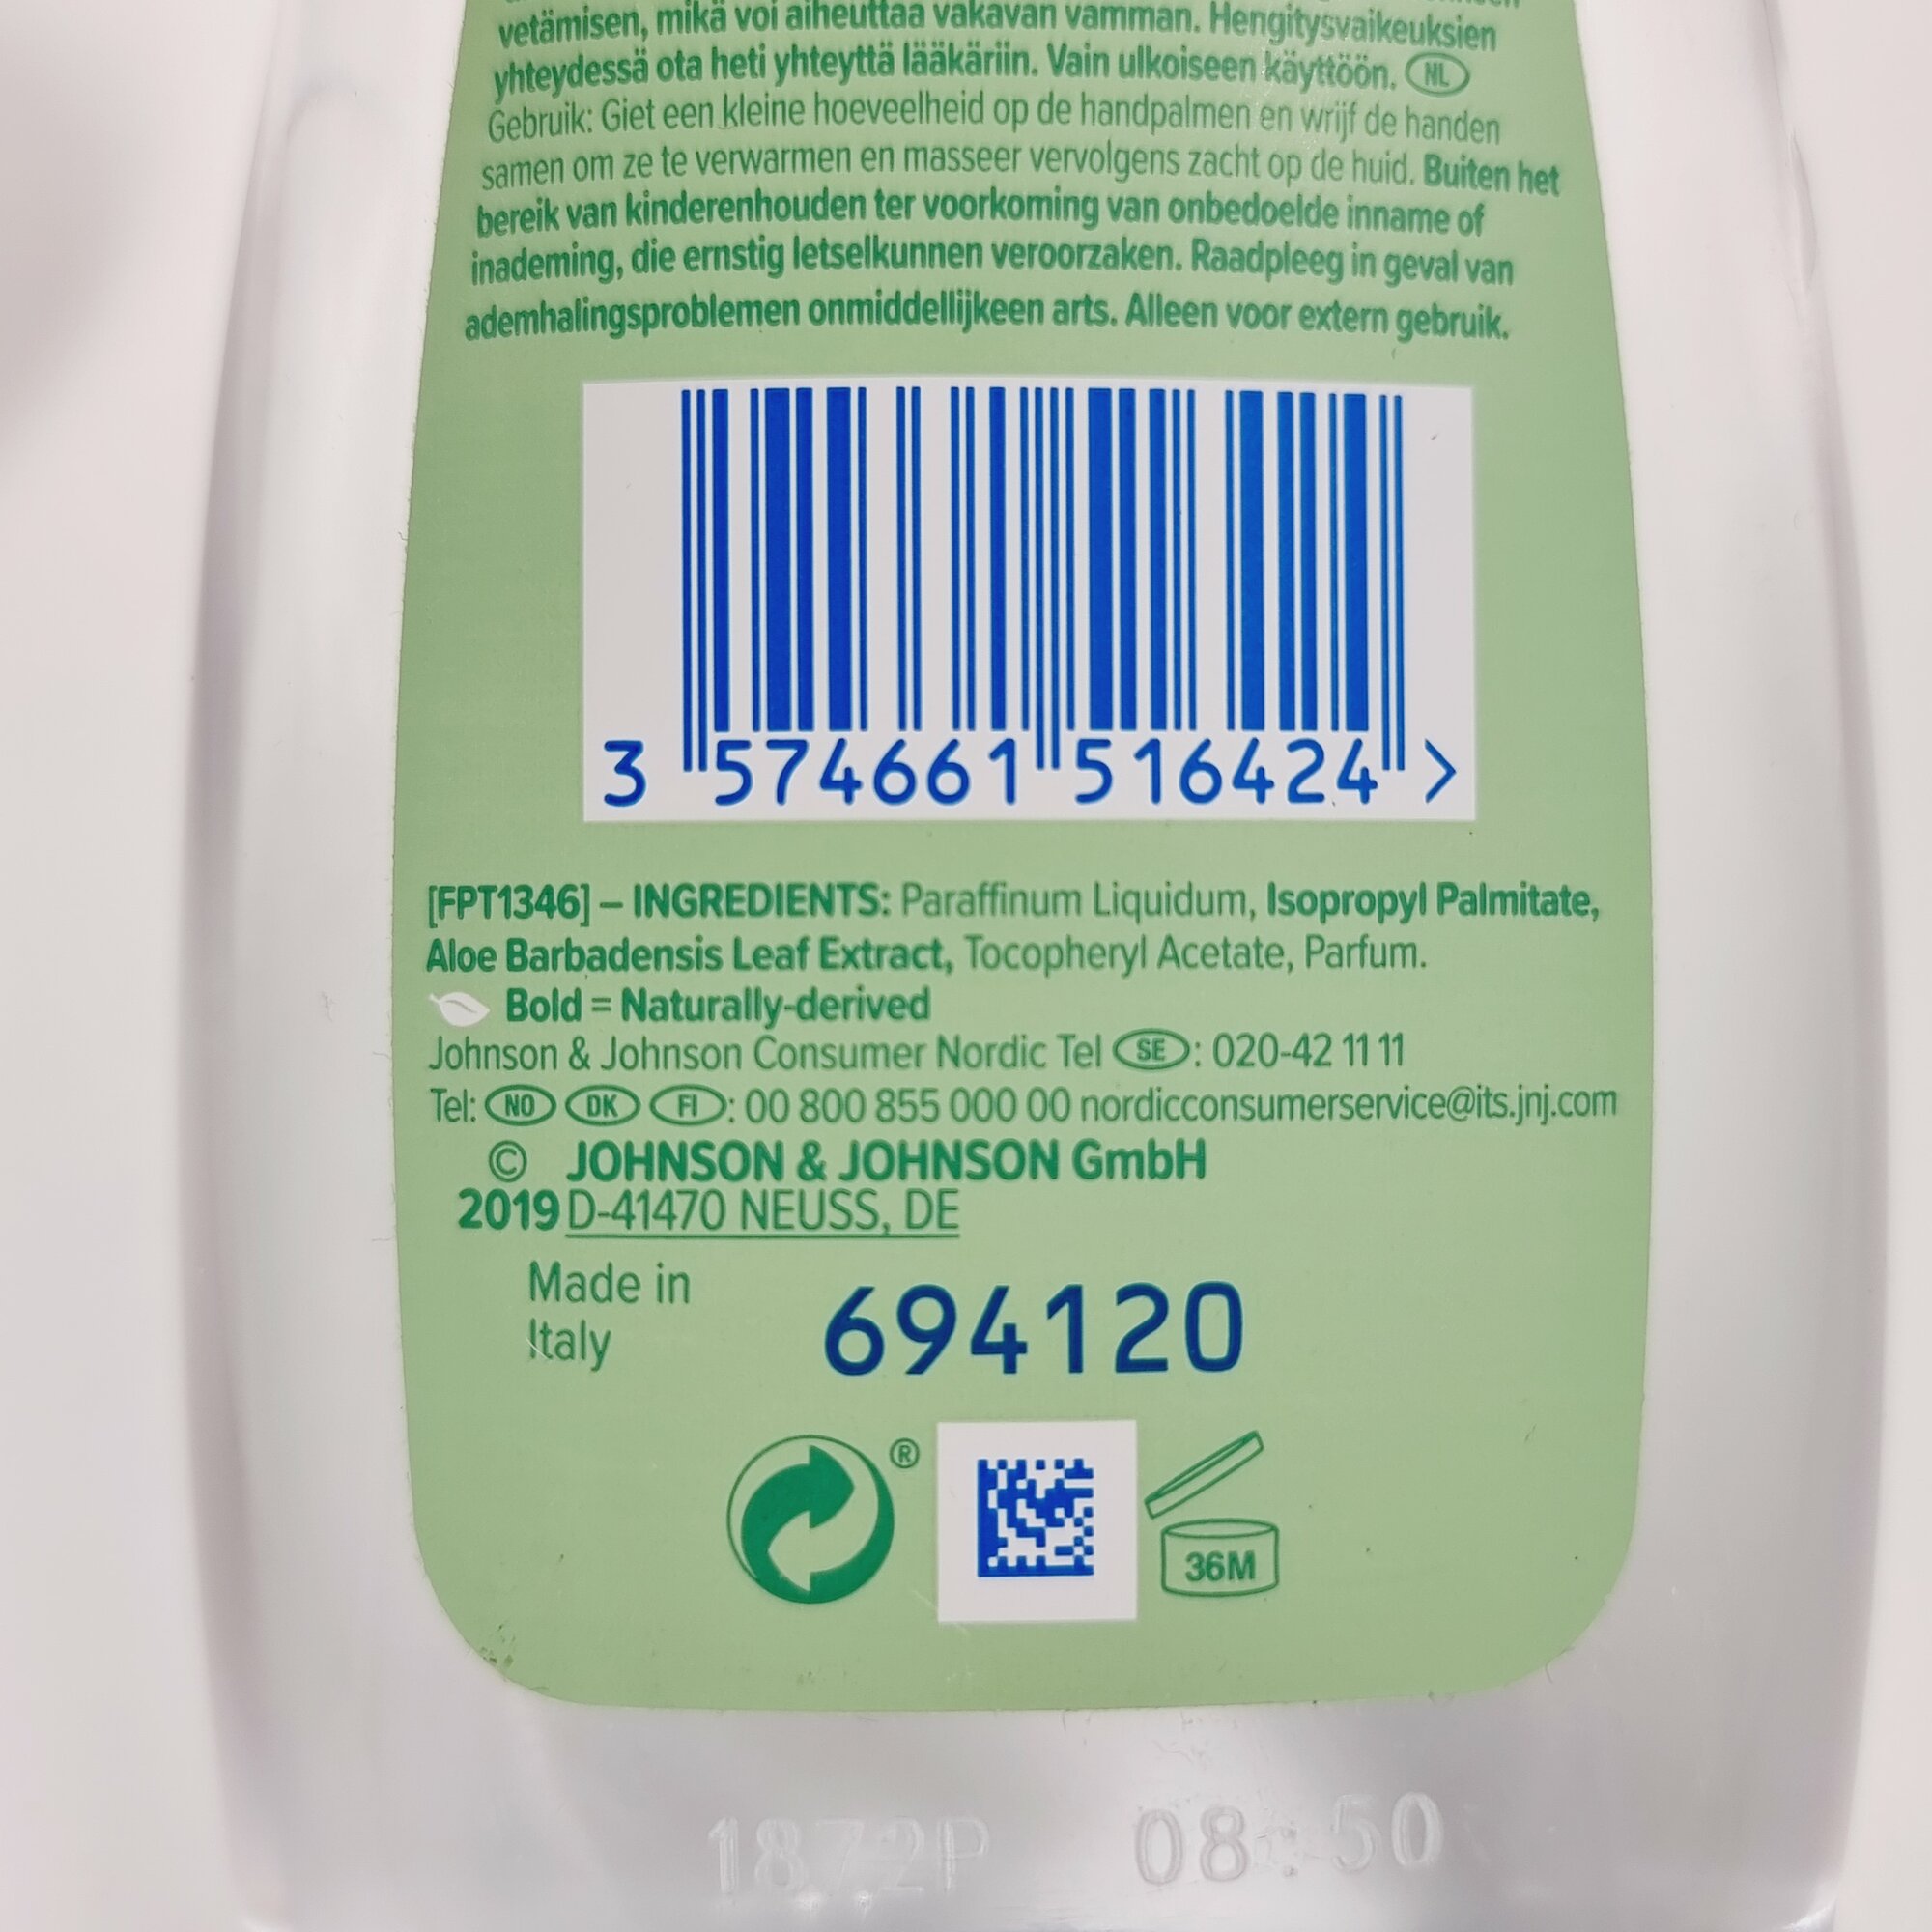 vetämisen, mikä voi aiheuttaa vakavan vamman. Hengitysvaikeuksien
yhteydessä ota heti yhteyttä lääkäriin. Vain ulkoiseen käyttöön. NL
Gebruik: Giet een kleine hoeveelheid op de handpalmen en wrijf de handen
samen om ze te verwarmen en masseer vervolgens zacht op de huid. Buiten het
bereik van kinderenhouden ter voorkoming van onbedoelde inname of
inademing, die ernstig letselkunnen veroorzaken. Raadpleeg in geval van
ademhalingsproblemen onmiddellijkeen arts. Alleen voor extern gebruik.
3 574661 516424 >
[FPT1346] – INGREDIENTS: Paraffinum Liquidum, Isopropyl Palmitate,
Aloe Barbadensis Leaf Extract, Tocopheryl Acetate, Parfum.
Bold = Naturally-derived
Johnson & Johnson Consumer Nordic Tel SE: 020-42 11 11
Tel: NO DK FI: 00 800 855 000 00 nordicconsumerservice@its.jnj.com
© JOHNSON & JOHNSON GmbH
2019 D-41470 NEUSS, DE
Made in
Italy
694120
®
36M
1872P 08:50